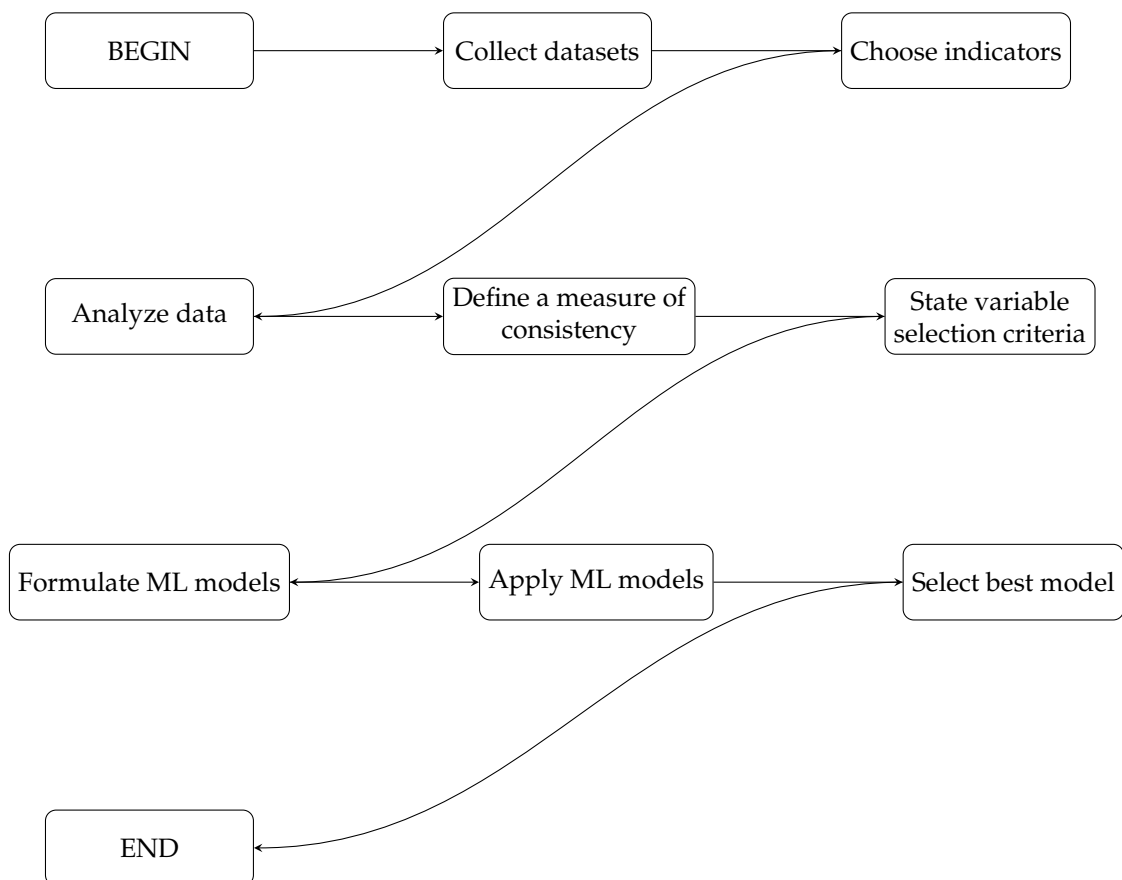 BEGIN
Collect datasets
Choose indicators
Analyze data
Define a measure of
consistency
State variable
selection criteria
Formulate ML models
Apply ML models
Select best model
END